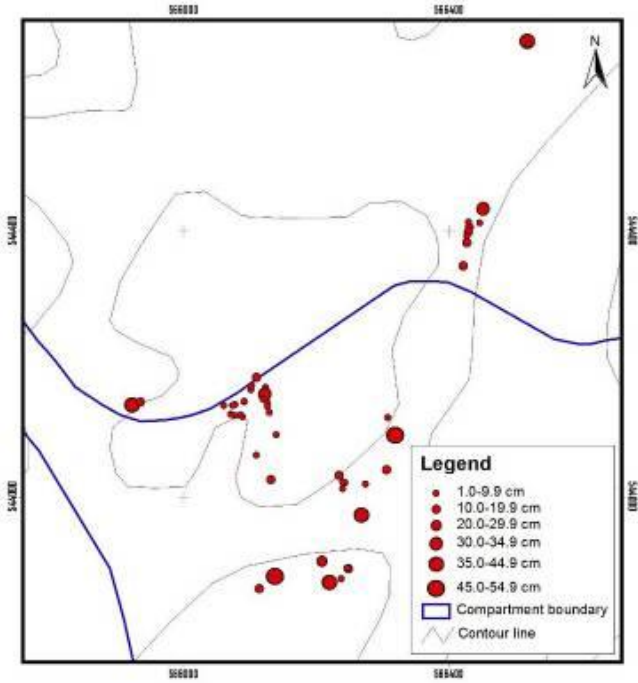 566000 566400
N
544400 544400
Legend
1.0-9.9 cm
10.0-19.9 cm
20.0-29.9 cm
30.0-34.9 cm
35.0-44.9 cm
45.0-54.9 cm
Compartment boundary
Contour line
544000 544000
566000 566400